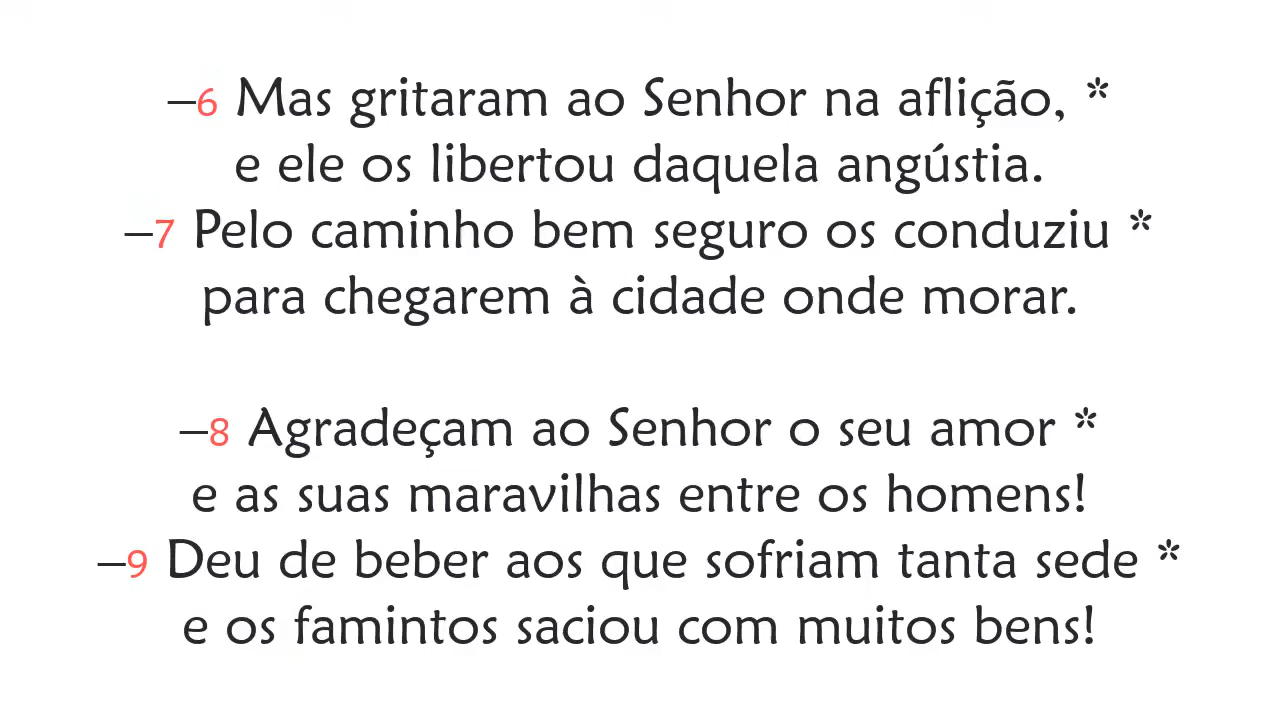 –6 Mas gritaram ao Senhor na aflição, *
e ele os libertou daquela angústia.
–7 Pelo caminho bem seguro os conduziu *
para chegarem à cidade onde morar.
–8 Agradeçam ao Senhor o seu amor *
e as suas maravilhas entre os homens!
–9 Deu de beber aos que sofriam tanta sede *
e os famintos saciou com muitos bens!